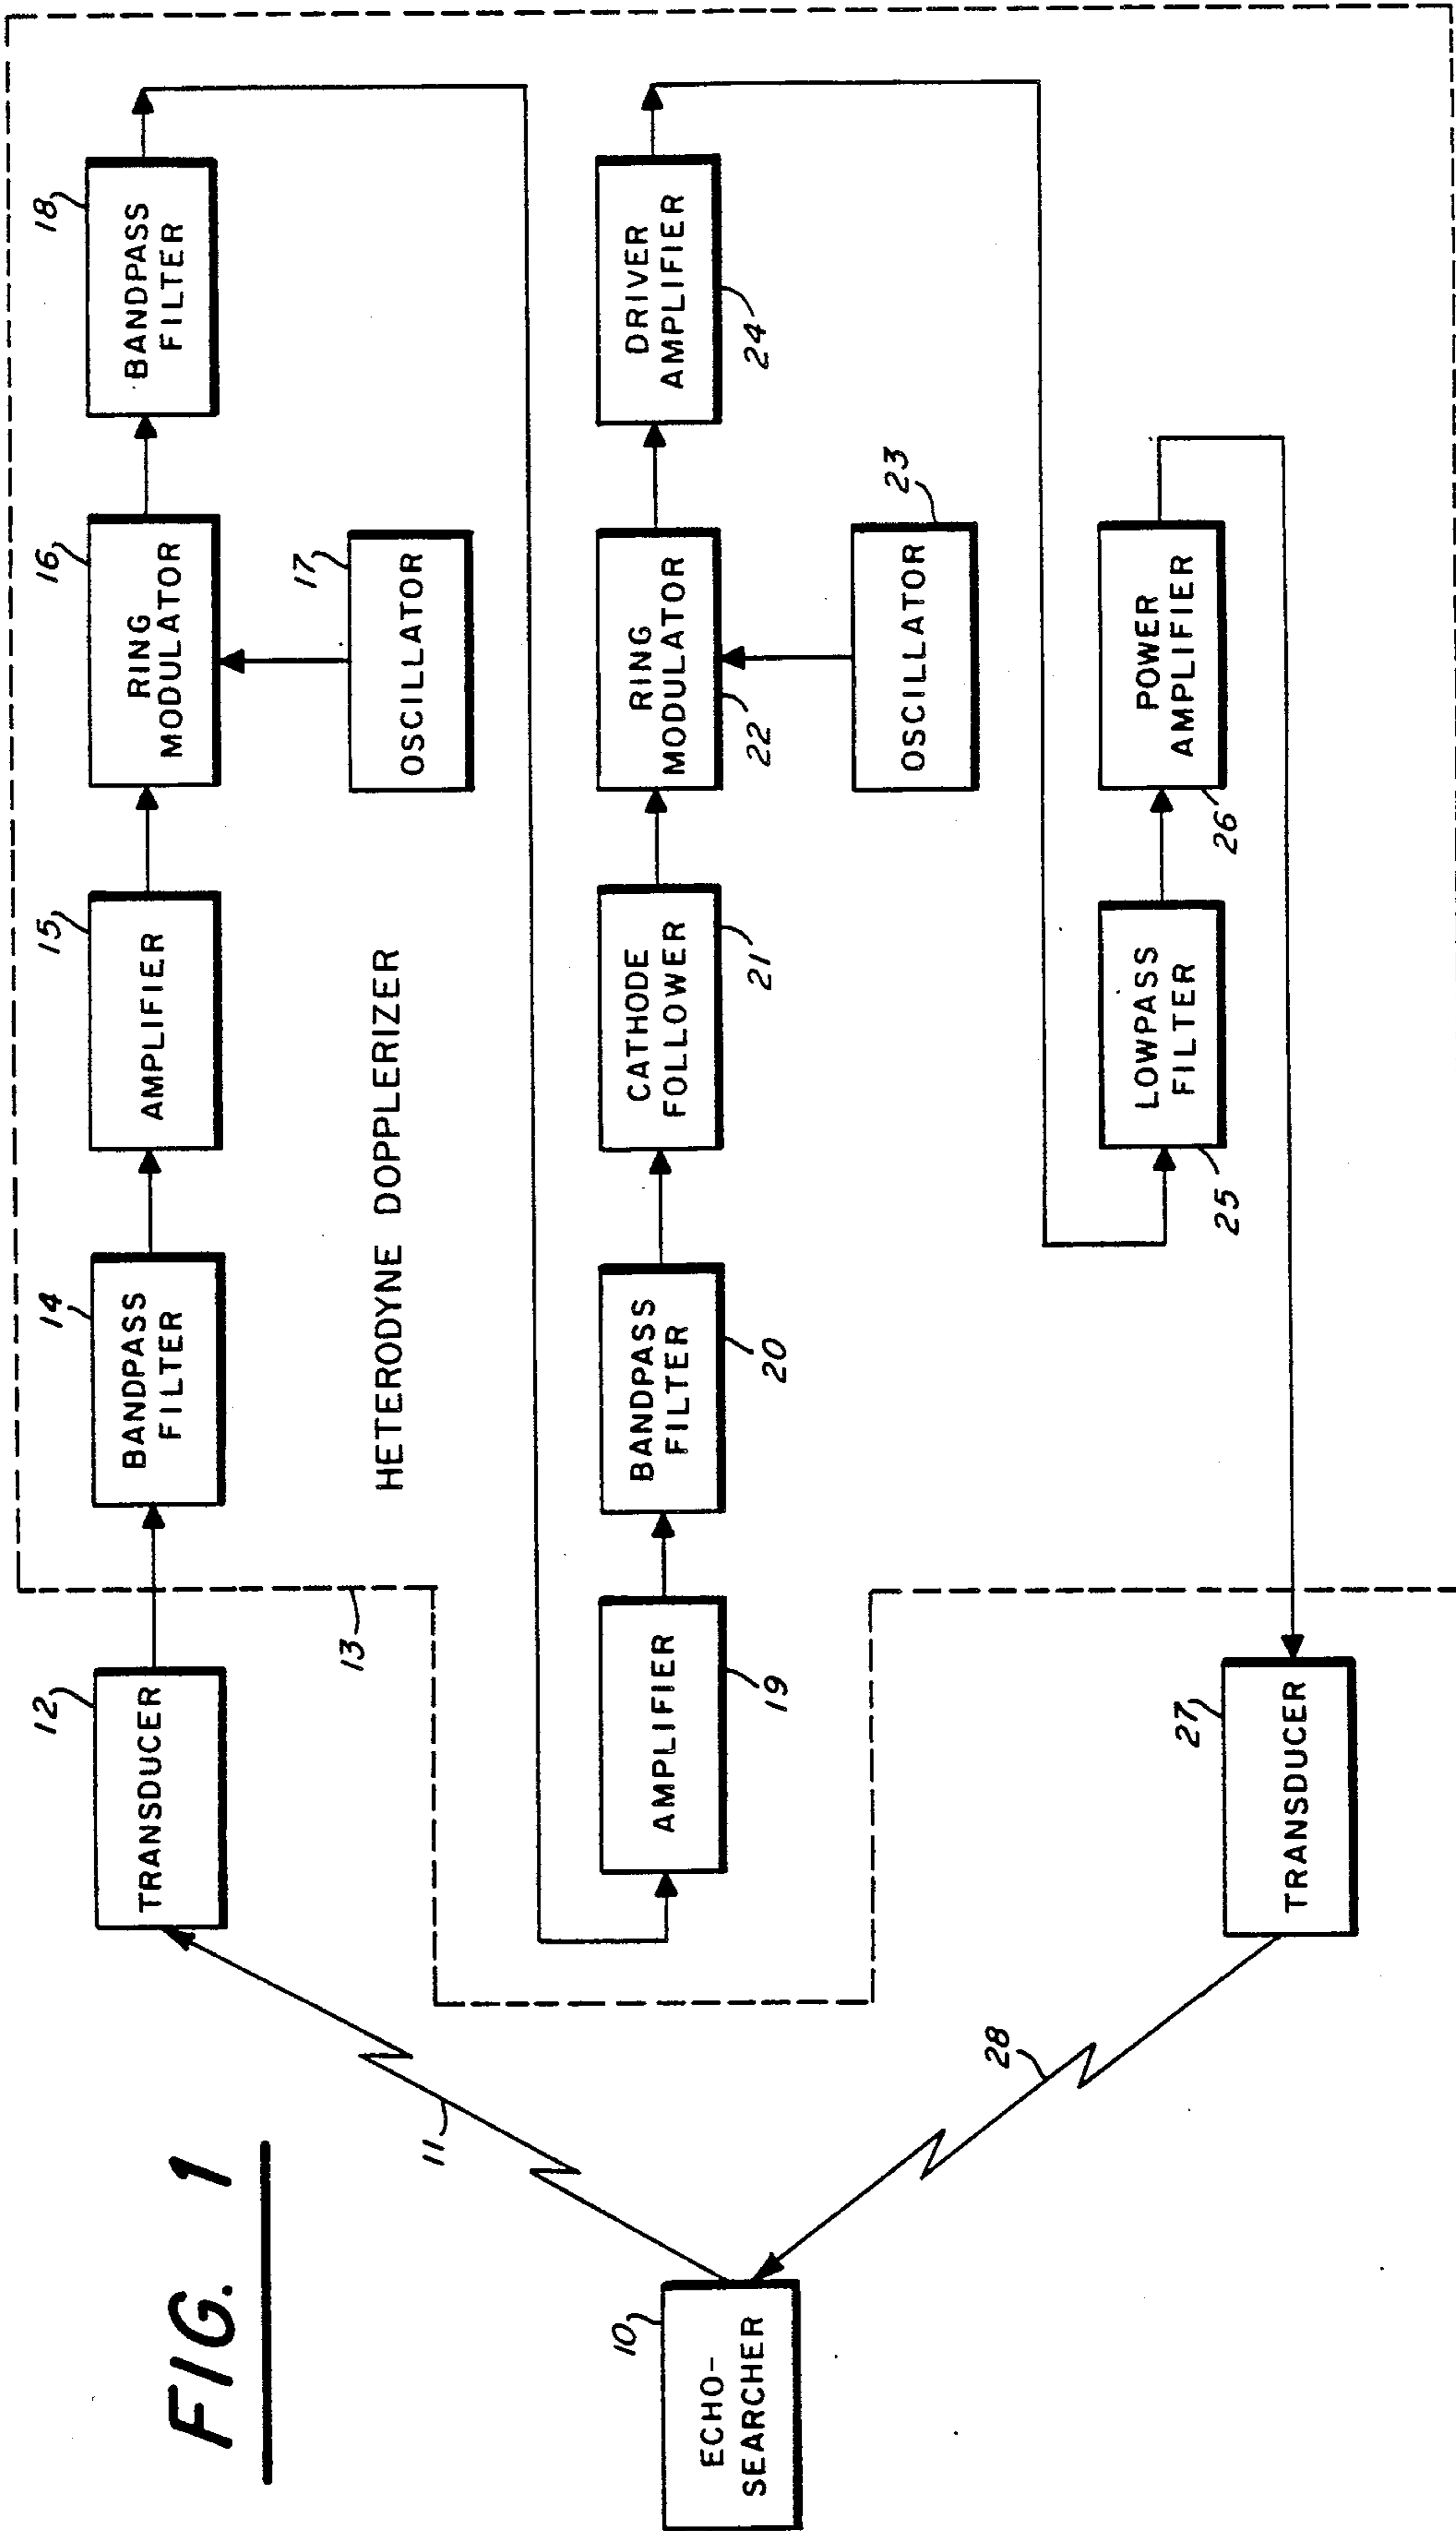 FIG. 1
10
ECHO-
SEARCHER
11
12
TRANSDUCER
13
14
BANDPASS
FILTER
15
AMPLIFIER
16
RING
MODULATOR
17
OSCILLATOR
18
BANDPASS
FILTER
HETERODYNE DOPPLERIZER
AMPLIFIER
19
BANDPASS
FILTER
20
CATHODE
FOLLOWER
21
RING
MODULATOR
22
23
OSCILLATOR
DRIVER
AMPLIFIER
24
LOWPASS
FILTER
25
POWER
AMPLIFIER
26
27
TRANSDUCER
28